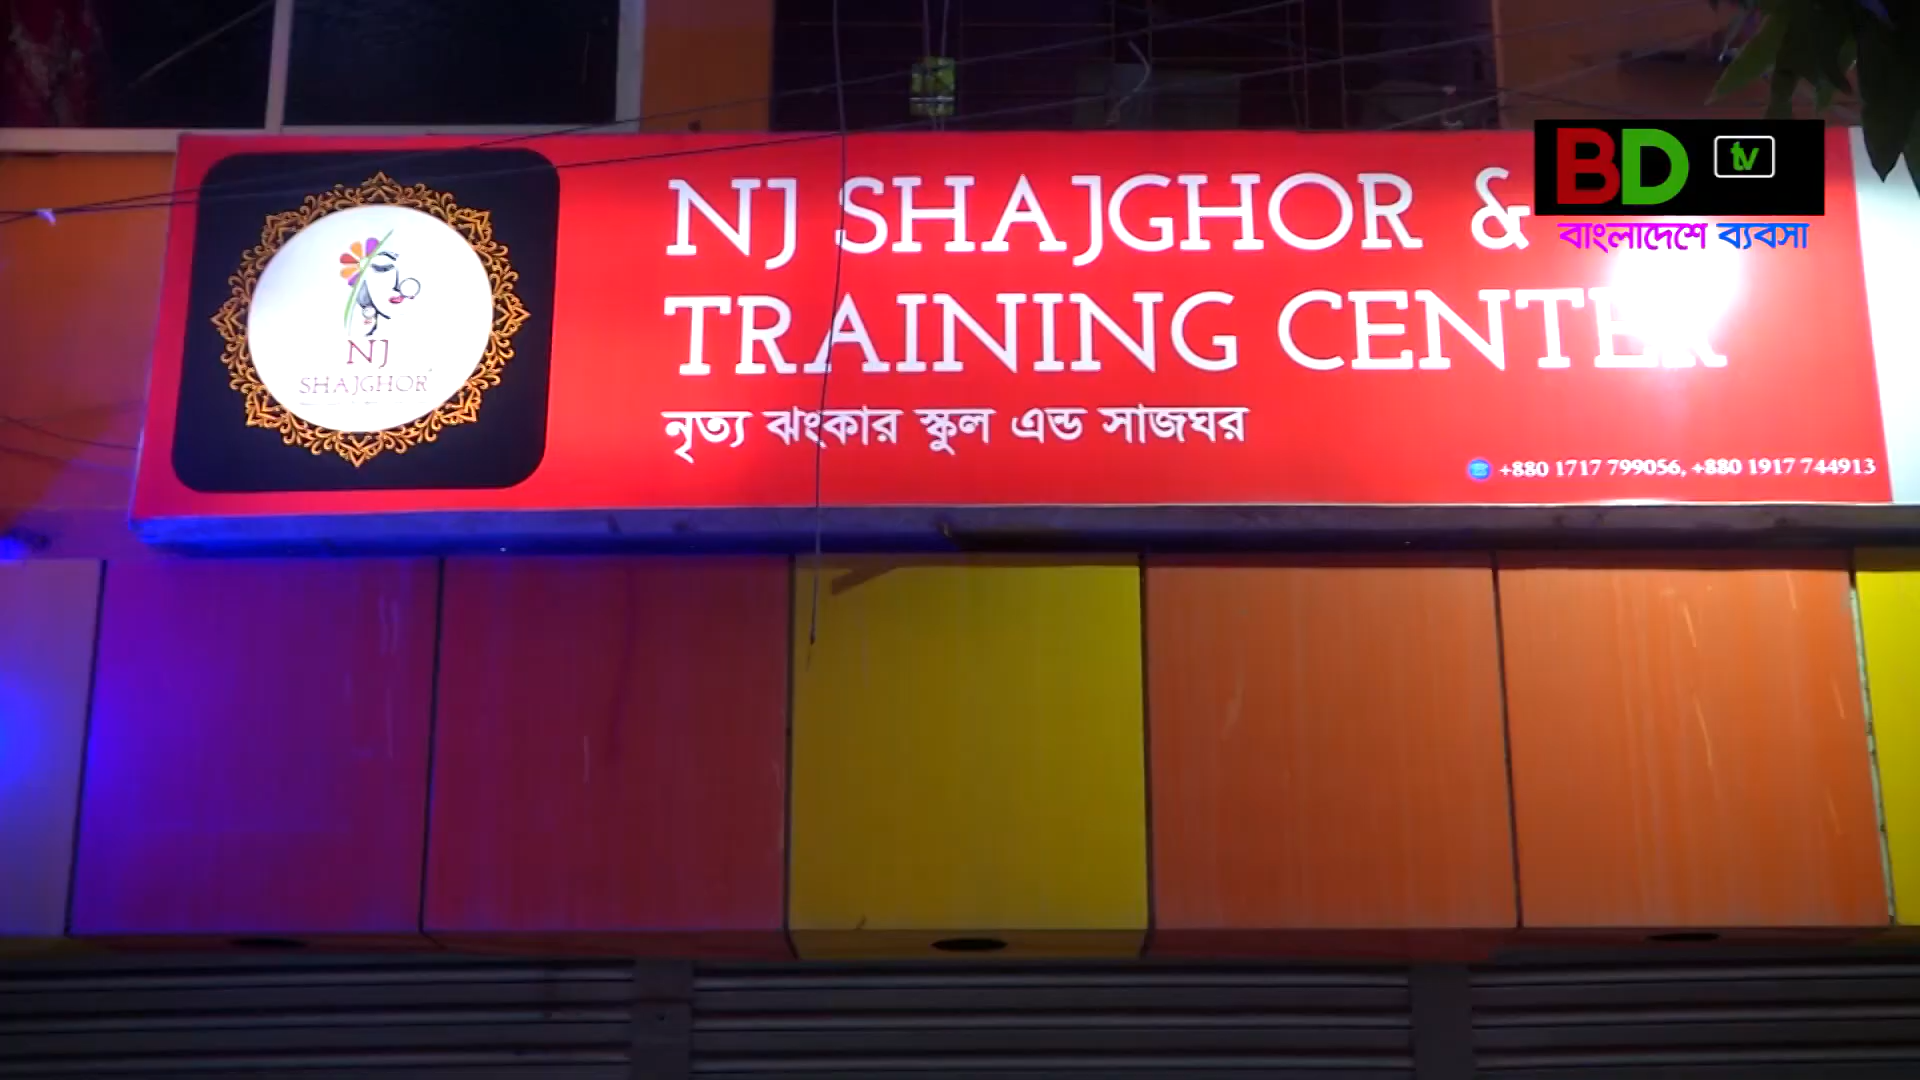 NJ SHAJGHOR &
TRAINING CENTER
নৃত্য ঝংকার স্কুল এন্ড সাজঘর
+880 1717 799056, +880 1917 744913
NJ
SHAJGHOR
BD tv
বাংলাদেশে ব্যবসা